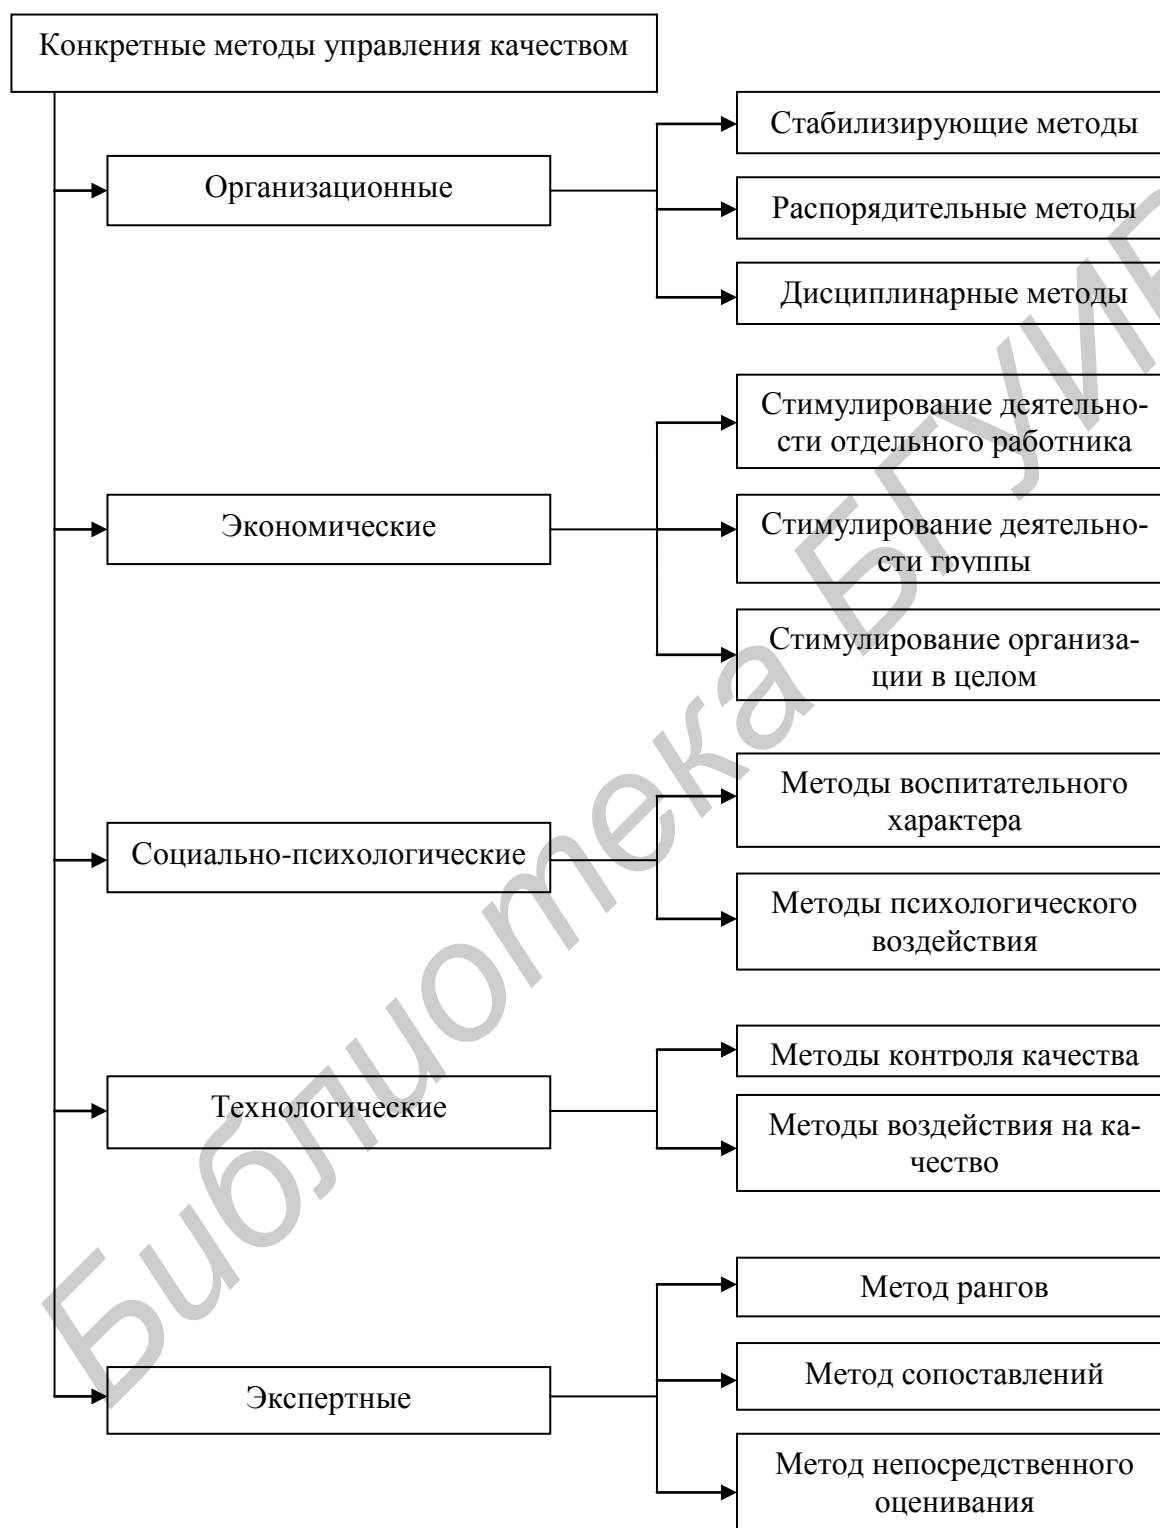 Конкретные методы управления качеством
Организационные
Стабилизирующие методы
Распорядительные методы
Дисциплинарные методы
Экономические
Стимулирование деятельно-
сти отдельного работника
Стимулирование деятельно-
сти группы
Стимулирование организа-
ции в целом
Социально-психологические
Методы воспитательного
характера
Методы психологического
воздействия
Технологические
Методы контроля качества
Методы воздействия на ка-
чество
Экспертные
Метод рангов
Метод сопоставлений
Метод непосредственного
оценивания
Библиотека БГУИР